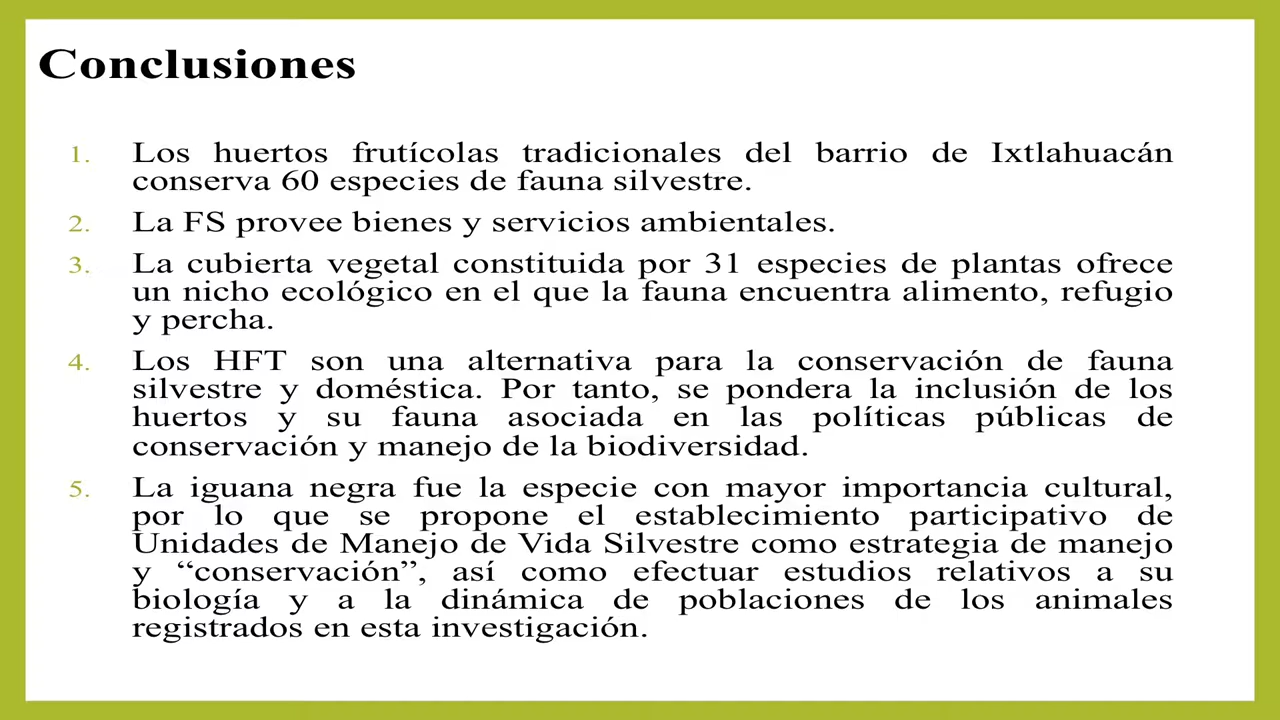 Conclusiones
1. Los huertos frutícolas tradicionales del barrio de Ixtlahuacán
conserva 60 especies de fauna silvestre.
2. La FS provee bienes y servicios ambientales.
3. La cubierta vegetal constituida por 31 especies de plantas ofrece
un nicho ecológico en el que la fauna encuentra alimento, refugio
y percha.
4. Los HFT son una alternativa para la conservación de fauna
silvestre y doméstica. Por tanto, se pondera la inclusión de los
huertos y su fauna asociada en las políticas públicas de
conservación y manejo de la biodiversidad.
5. La iguana negra fue la especie con mayor importancia cultural,
por lo que se propone el establecimiento participativo de
Unidades de Manejo de Vida Silvestre como estrategia de manejo
y “conservación”, así como efectuar estudios relativos a su
biología y a la dinámica de poblaciones de los animales
registrados en esta investigación.